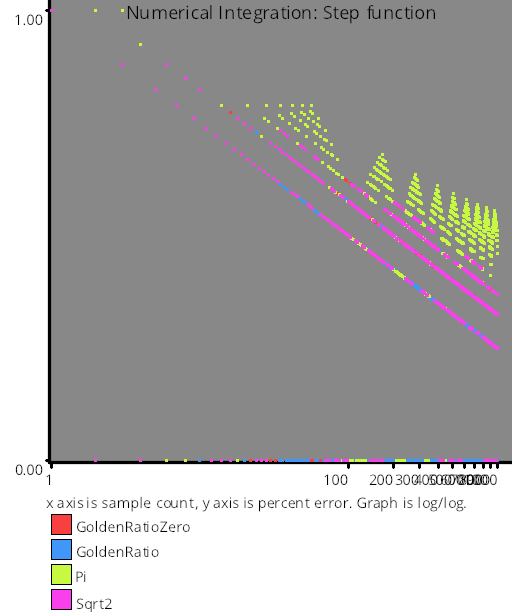 Numerical Integration: Step function
1.00
0.00
1
100
200
300
x axis is sample count, y axis is percent error. Graph is log/log.
GoldenRatioZero
GoldenRatio
Pi
Sqrt2